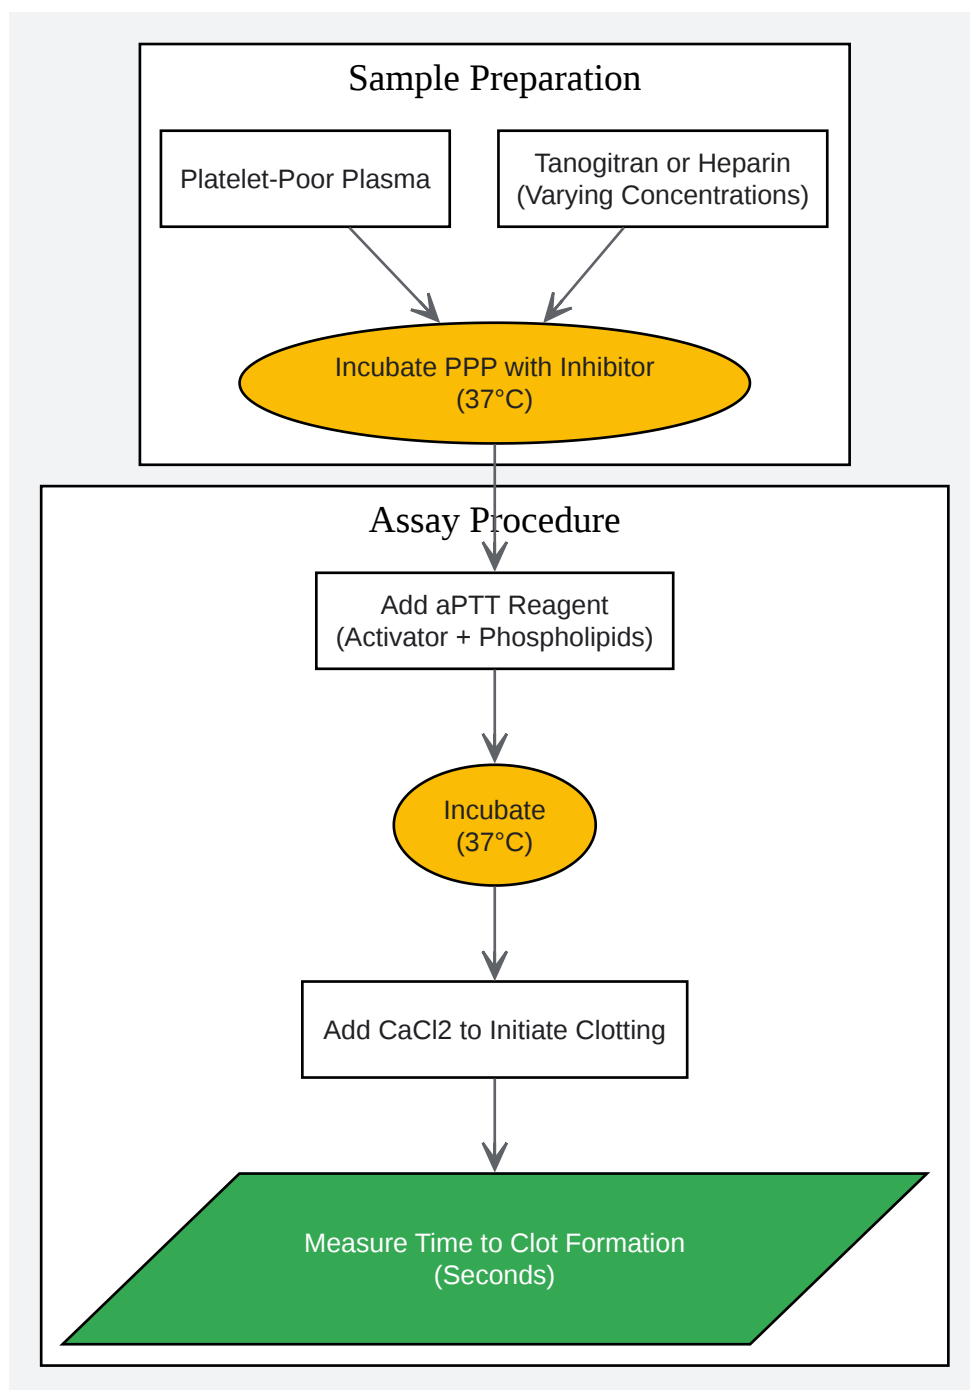 Sample Preparation
Platelet-Poor Plasma
Tanogitran or Heparin
(Varying Concentrations)
Incubate PPP with Inhibitor
(37°C)
Assay Procedure
Add aPTT Reagent
(Activator + Phospholipids)
Incubate
(37°C)
Add CaCl2 to Initiate Clotting
Measure Time to Clot Formation
(Seconds)